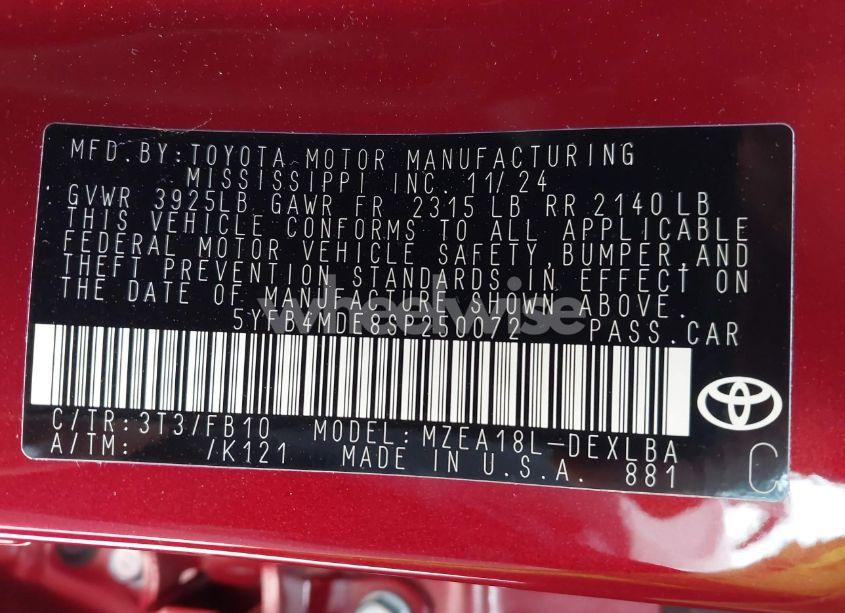 MFD.BY:TOYOTA MOTOR MANUFACTURING
MISSISSIPPI INC. 11/24
GVWR 3925LB GAWR FR 2315 LB RR 2140 LB
THIS VEHICLE CONFORMS TO ALL APPLICABLE
FEDERAL MOTOR VEHICLE SAFETY, BUMPER, AND
THEFT PREVENTION STANDARDS IN EFFECT ON
THE DATE OF MANUFACTURE SHOWN ABOVE.
wheelwise
PASS.CAR
C/TR:3T3/FB10 MODEL:MZEA18L-DEXLBA
A/TM: /K121 MADE IN U.S.A. 881
C